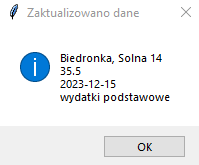 Zaktualizowano dane
Biedronka, Solna 14
35.5
2023-12-15
wydatki podstawowe
OK